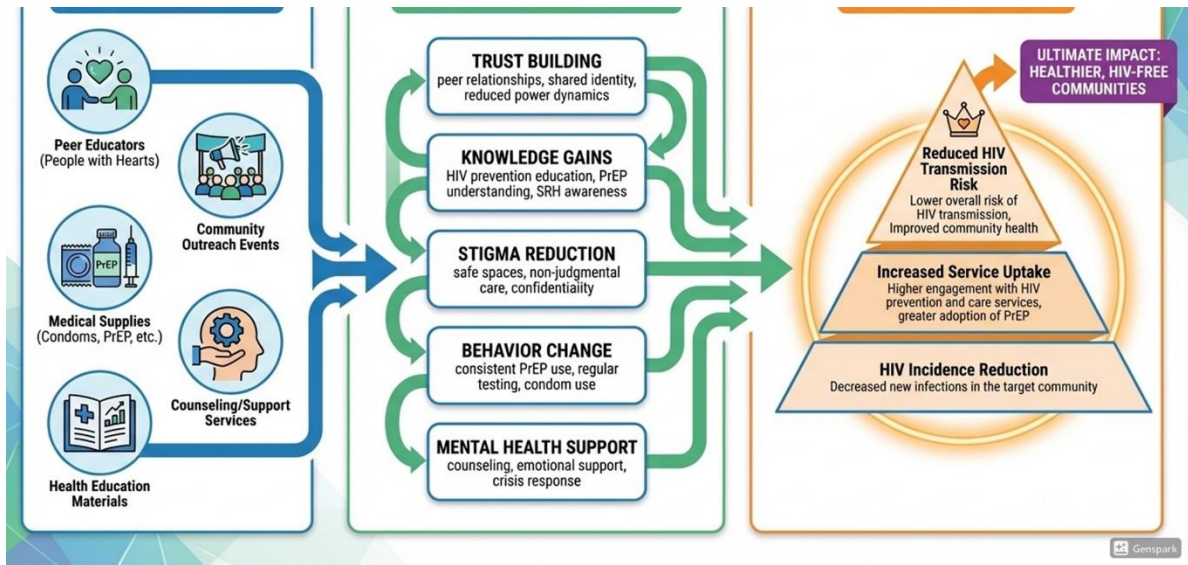 Peer Educators
(People with Hearts)
Community
Outreach Events
PrEP
Medical Supplies
(Condoms, PrEP, etc.)
Counseling/Support
Services
Health Education
Materials
TRUST BUILDING
peer relationships, shared identity,
reduced power dynamics
KNOWLEDGE GAINS
HIV prevention education, PrEP
understanding, SRH awareness
STIGMA REDUCTION
safe spaces, non-judgmental
care, confidentiality
BEHAVIOR CHANGE
consistent PrEP use, regular
testing, condom use
MENTAL HEALTH SUPPORT
counseling, emotional support,
crisis response
ULTIMATE IMPACT:
HEALTHIER, HIV-FREE
COMMUNITIES
Reduced HIV
Transmission
Risk
Lower overall risk of
HIV transmission,
Improved community health
Increased Service Uptake
Higher engagement with HIV
prevention and care services,
greater adoption of PrEP
HIV Incidence Reduction
Decreased new infections in the target community
Genspark